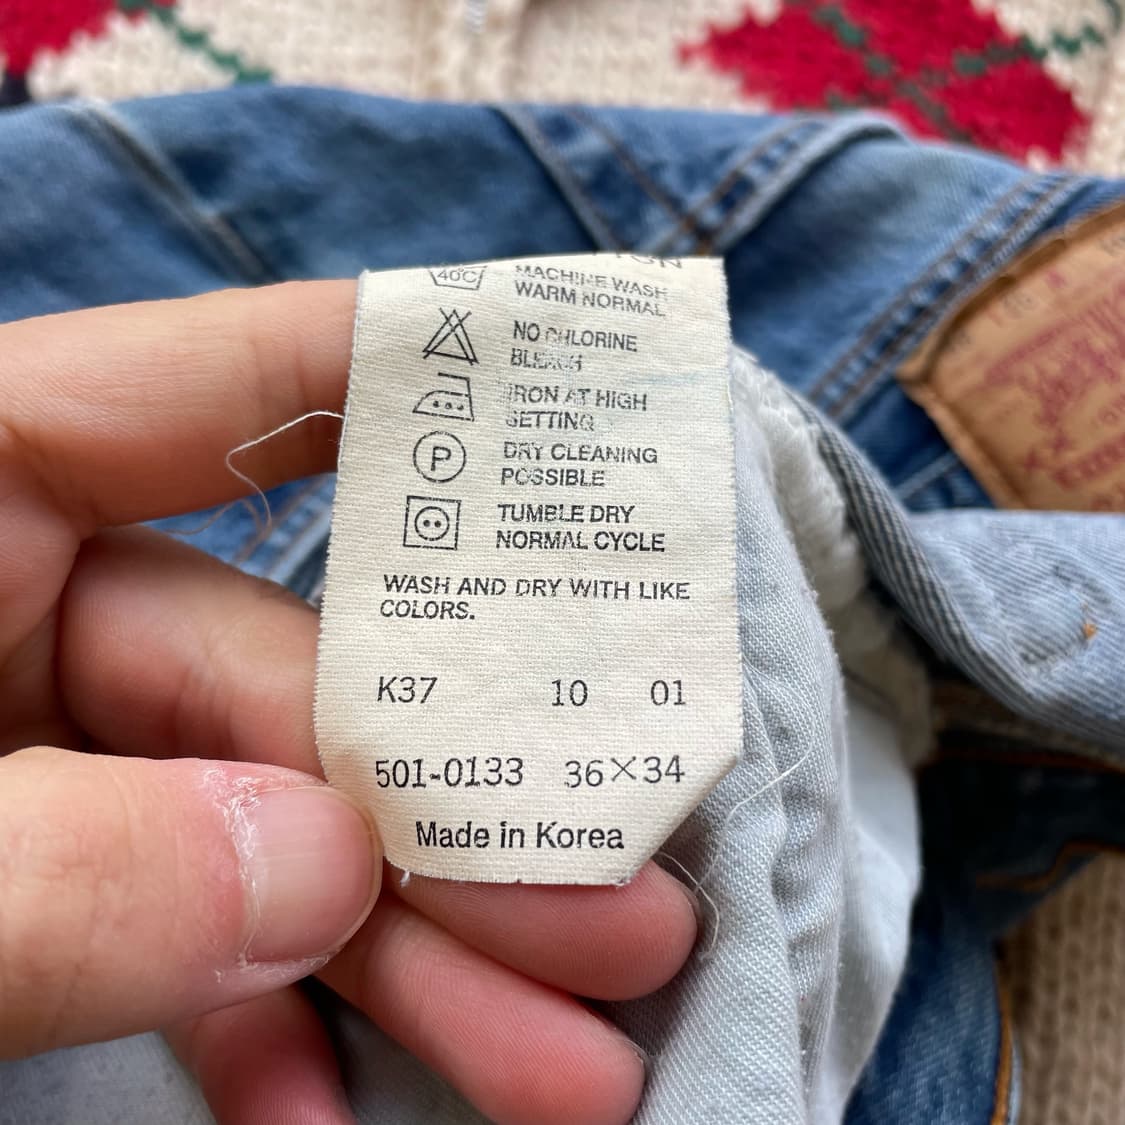 40°C
MACHINE WASH
WARM NORMAL
NO CHLORINE
BLEACH
IRON AT HIGH
SETTING
P
DRY CLEANING
POSSIBLE
TUMBLE DRY
NORMAL CYCLE
WASH AND DRY WITH LIKE
COLORS.
K37 10 01
501-0133 36×34
Made in Korea